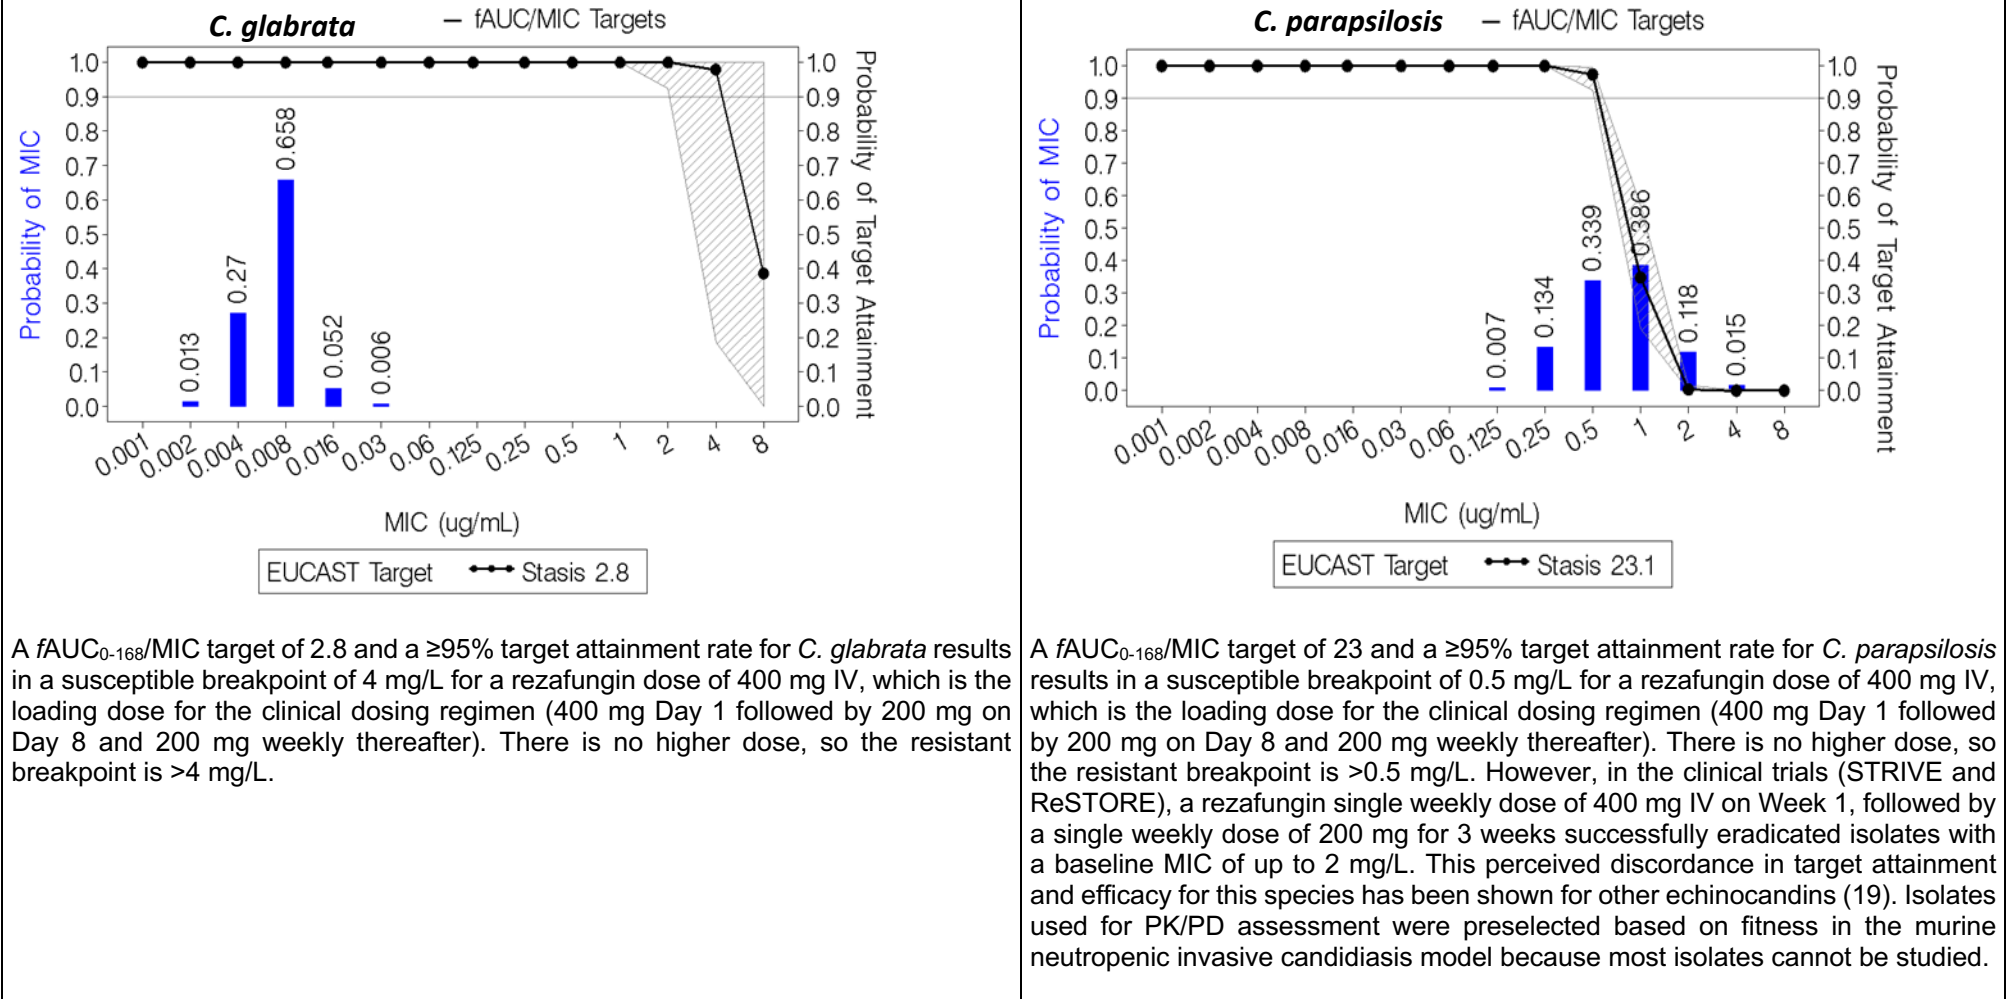 C. glabrata
— fAUC/MIC Targets
Probability of MIC
1.0
0.9
0.8
0.7
0.6
0.5
0.4
0.3
0.2
0.1
0.0
0.013
0.27
0.658
0.052
0.006
1.0
0.9
0.8
0.7
0.6
0.5
0.4
0.3
0.2
0.1
0.0
Probability of Target Attainment
0.001 0.002 0.004 0.008 0.016 0.03 0.06 0.125 0.25 0.5 1 2 4 8
MIC (ug/mL)
EUCAST Target Stasis 2.8
A fAUC0-168/MIC target of 2.8 and a ≥95% target attainment rate for C. glabrata results
in a susceptible breakpoint of 4 mg/L for a rezafungin dose of 400 mg IV, which is the
loading dose for the clinical dosing regimen (400 mg Day 1 followed by 200 mg on
Day 8 and 200 mg weekly thereafter). There is no higher dose, so the resistant
breakpoint is >4 mg/L.
C. parapsilosis
— fAUC/MIC Targets
Probability of MIC
1.0
0.9
0.8
0.7
0.6
0.5
0.4
0.3
0.2
0.1
0.0
0.007
0.134
0.339
0.386
0.118
0.015
1.0
0.9
0.8
0.7
0.6
0.5
0.4
0.3
0.2
0.1
0.0
Probability of Target Attainment
0.001 0.002 0.004 0.008 0.016 0.03 0.06 0.125 0.25 0.5 1 2 4 8
MIC (ug/mL)
EUCAST Target Stasis 23.1
A fAUC0-168/MIC target of 23 and a ≥95% target attainment rate for C. parapsilosis
results in a susceptible breakpoint of 0.5 mg/L for a rezafungin dose of 400 mg IV,
which is the loading dose for the clinical dosing regimen (400 mg Day 1 followed
by 200 mg on Day 8 and 200 mg weekly thereafter). There is no higher dose, so
the resistant breakpoint is >0.5 mg/L. However, in the clinical trials (STRIVE and
ReSTORE), a rezafungin single weekly dose of 400 mg IV on Week 1, followed by
a single weekly dose of 200 mg for 3 weeks successfully eradicated isolates with
a baseline MIC of up to 2 mg/L. This perceived discordance in target attainment
and efficacy for this species has been shown for other echinocandins (19). Isolates
used for PK/PD assessment were preselected based on fitness in the murine
neutropenic invasive candidiasis model because most isolates cannot be studied.